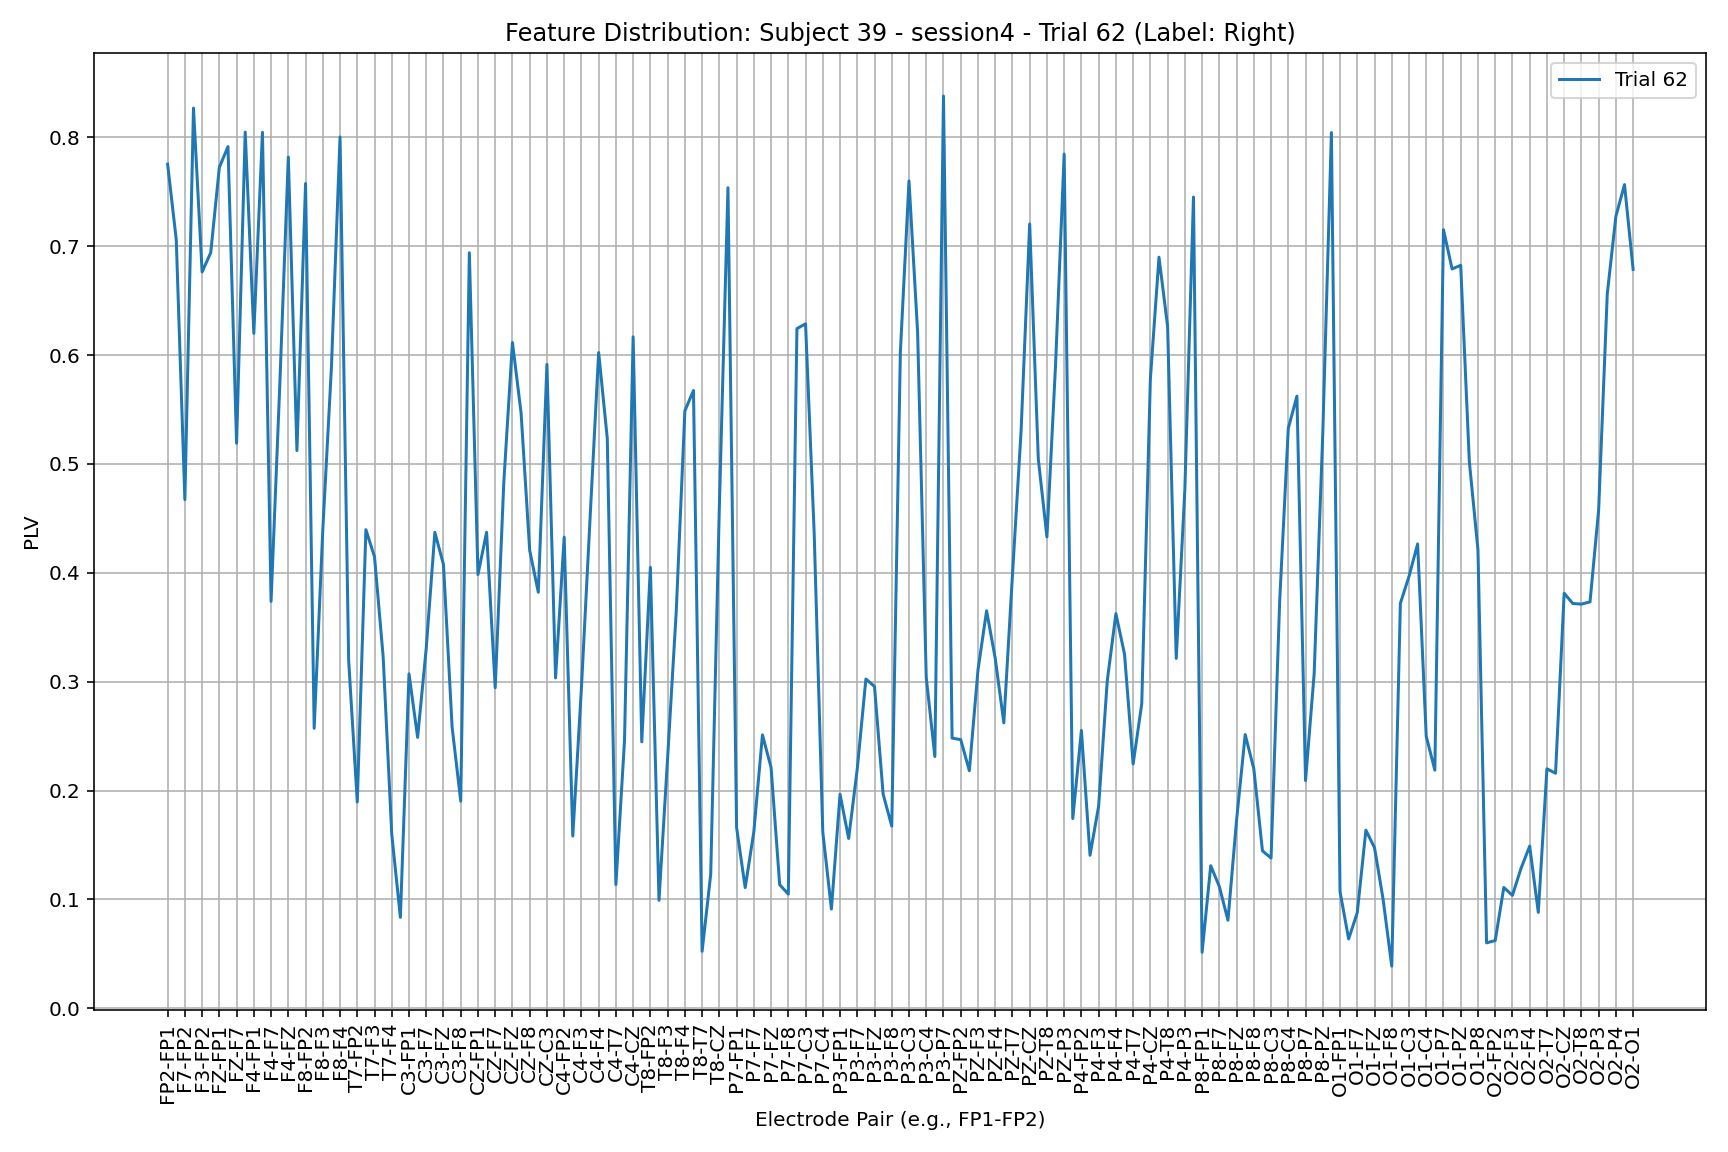 Feature Distribution: Subject 39 - session4 - Trial 62 (Label: Right)
Trial 62
PLV
0.8
0.7
0.6
0.5
0.4
0.3
0.2
0.1
0.0
FP2-FP1
F7-FP2
F3-FP2
FZ-FP1
FZ-F7
F4-FP1
F4-F7
F4-FZ
F8-FP2
F8-F3
F8-F4
T7-FP2
T7-F3
T7-F4
C3-FP1
C3-F7
C3-FZ
C3-F8
CZ-FP1
CZ-F7
CZ-FZ
CZ-F8
CZ-C3
C4-FP2
C4-F3
C4-F4
C4-T7
C4-CZ
T8-FP2
T8-F3
T8-F4
T8-T7
T8-CZ
P7-FP1
P7-F7
P7-FZ
P7-F8
P7-C3
P7-C4
P3-FP1
P3-F7
P3-FZ
P3-F8
P3-C3
P3-C4
P3-P7
PZ-FP2
PZ-F3
PZ-F4
PZ-T7
PZ-CZ
PZ-T8
PZ-P3
P4-FP2
P4-F3
P4-F4
P4-T7
P4-CZ
P4-T8
P4-P3
P8-FP1
P8-F7
P8-FZ
P8-F8
P8-C3
P8-C4
P8-P7
P8-PZ
O1-FP1
O1-F7
O1-FZ
O1-F8
O1-C3
O1-C4
O1-P7
O1-PZ
O1-P8
O2-FP2
O2-F3
O2-F4
O2-T7
O2-CZ
O2-T8
O2-P3
O2-P4
O2-O1
Electrode Pair (e.g., FP1-FP2)